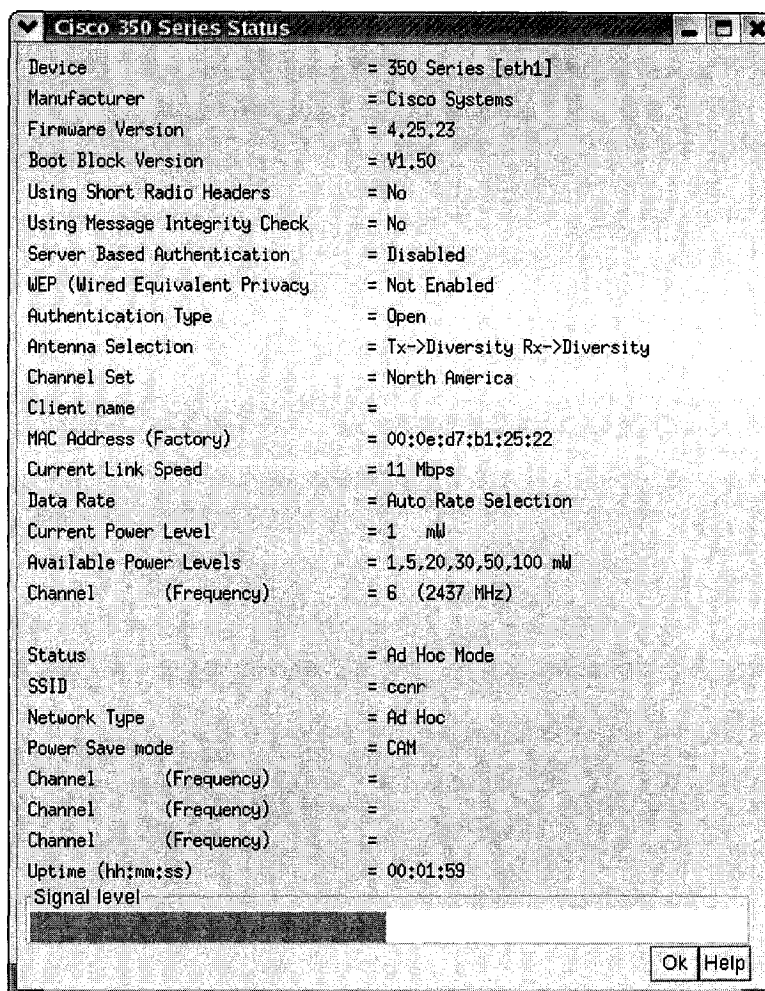 Cisco 350 Series Status
Device = 350 Series [eth1]
Manufacturer = Cisco Systems
Firmware Version = 4.25.23
Boot Block Version = V1.50
Using Short Radio Headers = No
Using Message Integrity Check = No
Server Based Authentication = Disabled
WEP (Wired Equivalent Privacy = Not Enabled
Authentication Type = Open
Antenna Selection = Tx->Diversity Rx->Diversity
Channel Set = North America
Client name =
MAC Address (Factory) = 00:0e:d7:b1:25:22
Current Link Speed = 11 Mbps
Data Rate = Auto Rate Selection
Current Power Level = 1 mW
Available Power Levels = 1,5,20,30,50,100 mW
Channel (Frequency) = 6 (2437 MHz)
Status = Ad Hoc Mode
SSID = ccnr
Network Type = Ad Hoc
Power Save mode = CAM
Channel (Frequency) =
Channel (Frequency) =
Channel (Frequency) =
Uptime (hh:mm:ss) = 00:01:59
Signal level
Ok Help